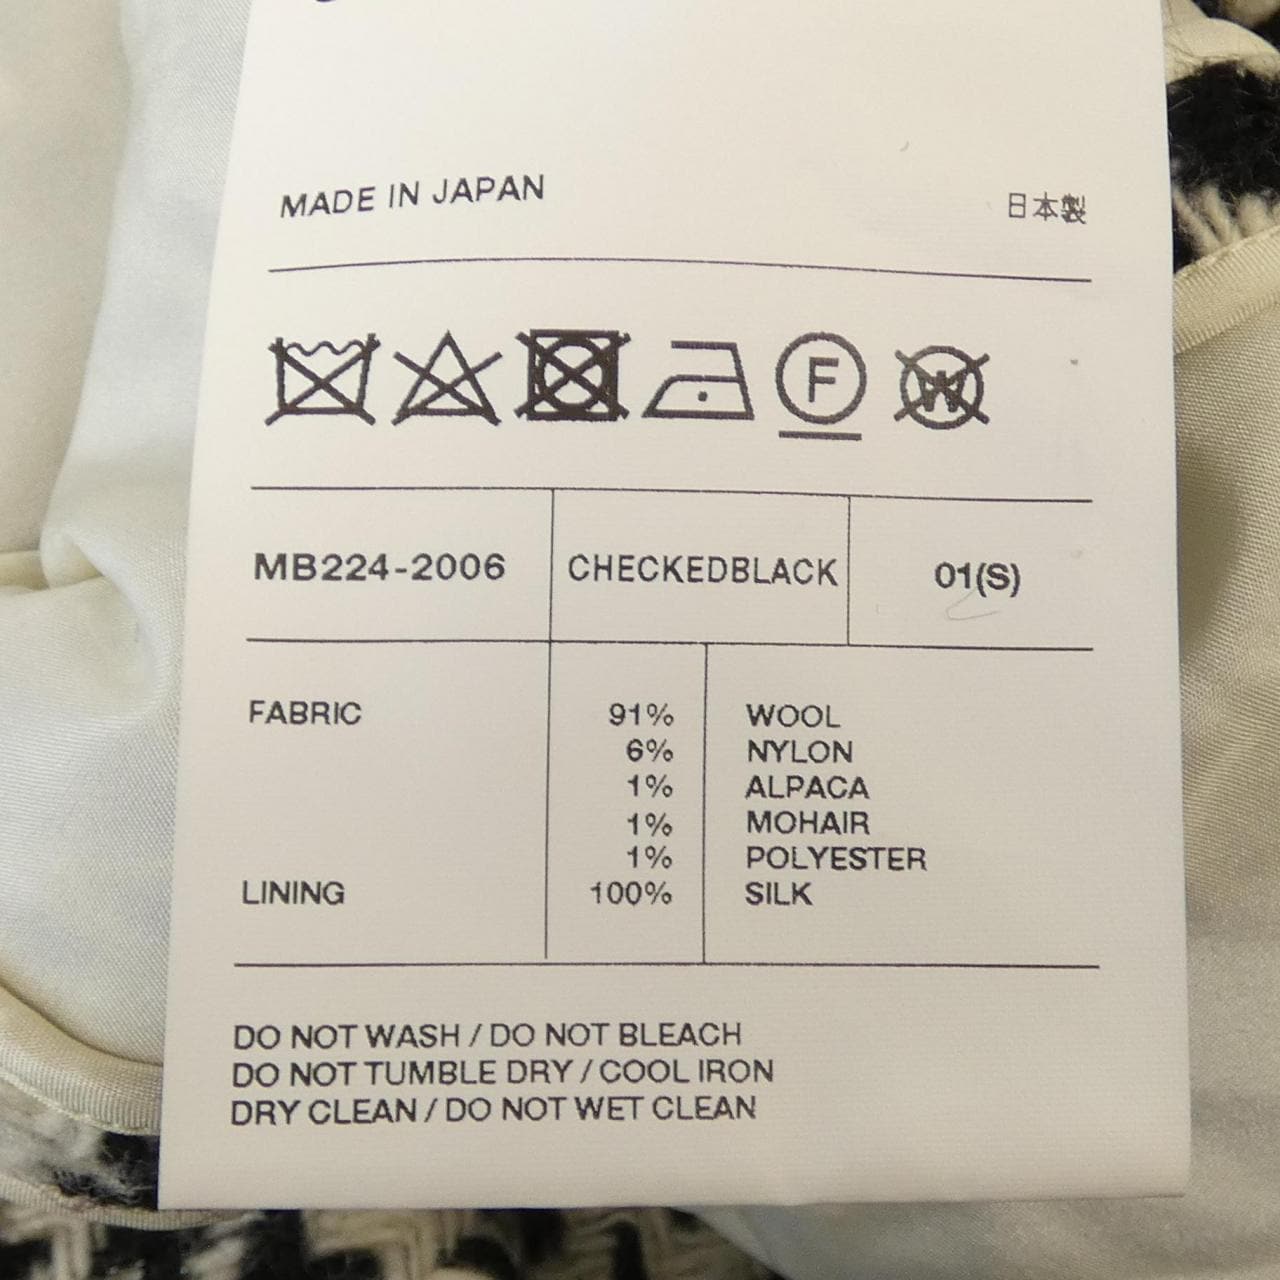 MADE IN JAPAN 日本製
F W
MB224-2006 CHECKEDBLACK 01(S)
FABRIC 91% WOOL
6% NYLON
1% ALPACA
1% MOHAIR
1% POLYESTER
LINING 100% SILK
DO NOT WASH / DO NOT BLEACH
DO NOT TUMBLE DRY / COOL IRON
DRY CLEAN / DO NOT WET CLEAN